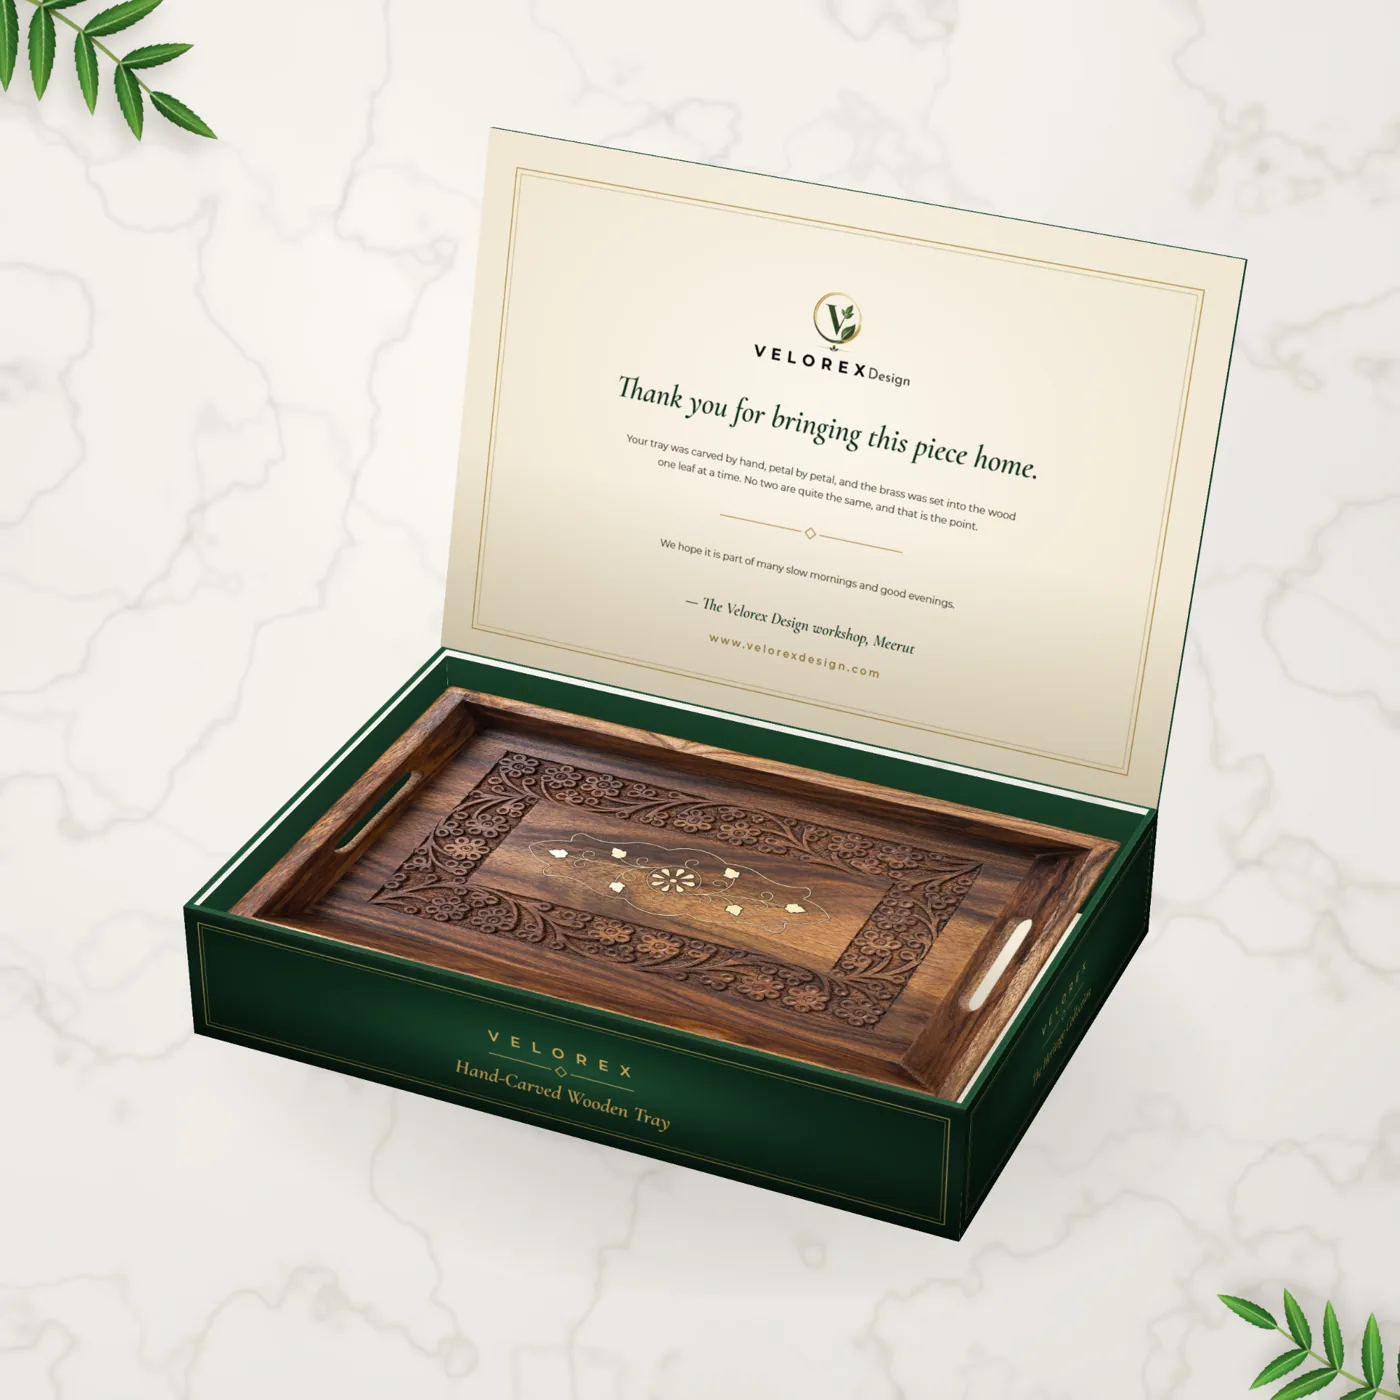 V
VELOREX Design
Thank you for bringing this piece home.
Your tray was carved by hand, petal by petal, and the brass was set into the wood
one leaf at a time. No two are quite the same, and that is the point.
We hope it is part of many slow mornings and good evenings.
— The Velorex Design workshop, Meerut
www.velorexdesign.com
VELOREX
Hand-Carved Wooden Tray
VELOREX
The Heritage Collection